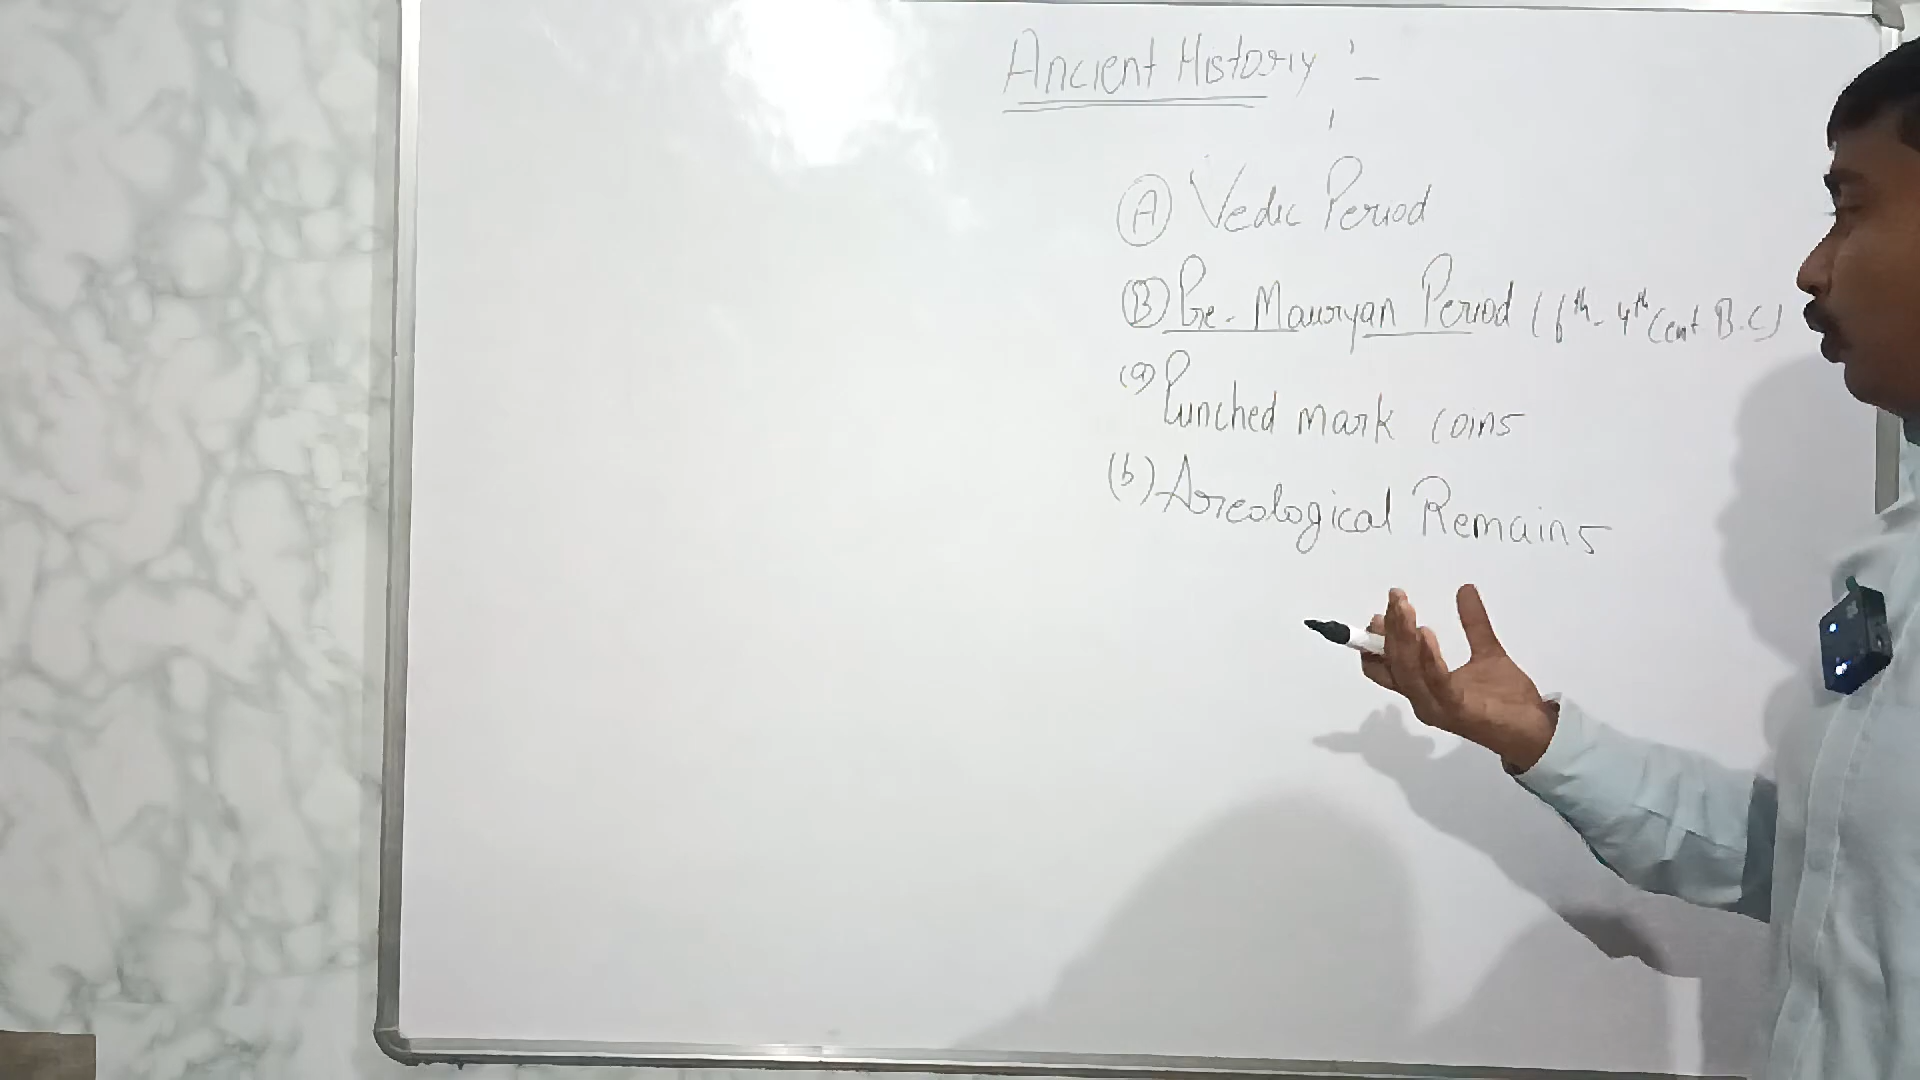 Ancient History :-
(A) Vedic Period
(B) Pre-Mauryan Period (6th-4th Cent B.C)
(a) Punched mark coins
(b) Areological Remains